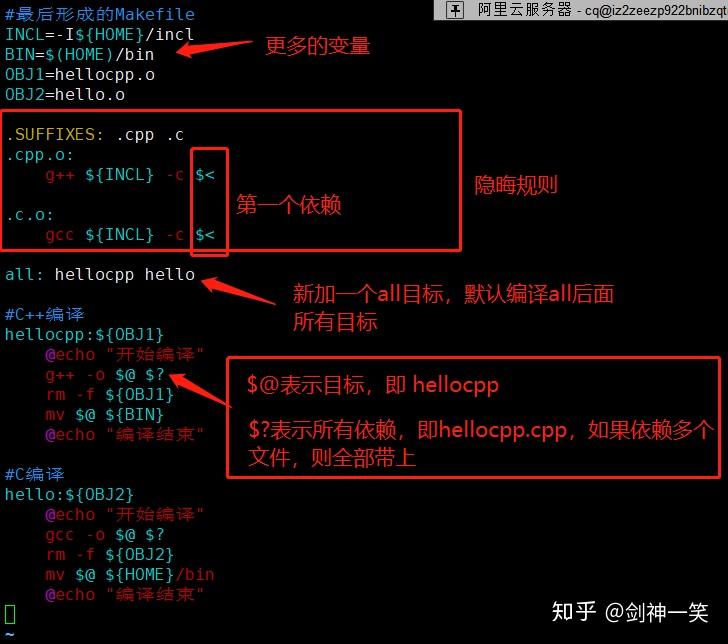 #最后形成的Makefile
阿里云服务器 - cq@iz2zeezp922bnibzqt
INCL=-I${HOME}/incl
BIN=$(HOME)/bin
更多的变量
OBJ1=hellocpp.o
OBJ2=hello.o
.SUFFIXES: .cpp .c
.cpp.o:
g++ ${INCL} -c $<
隐晦规则
第一个依赖
.c.o:
gcc ${INCL} -c $<
all: hellocpp hello
新加一个all目标，默认编译all后面
所有目标
#C++编译
hellocpp:${OBJ1}
@echo "开始编译"
g++ -o $@ $?
rm -f ${OBJ1}
mv $@ ${BIN}
@echo "编译结束"
$@表示目标，即 hellocpp
$?表示所有依赖，即hellocpp.cpp，如果依赖多个
文件，则全部带上
#C编译
hello:${OBJ2}
@echo "开始编译"
gcc -o $@ $?
rm -f ${OBJ2}
mv $@ ${HOME}/bin
@echo "编译结束"
~
知乎 @剑神一笑